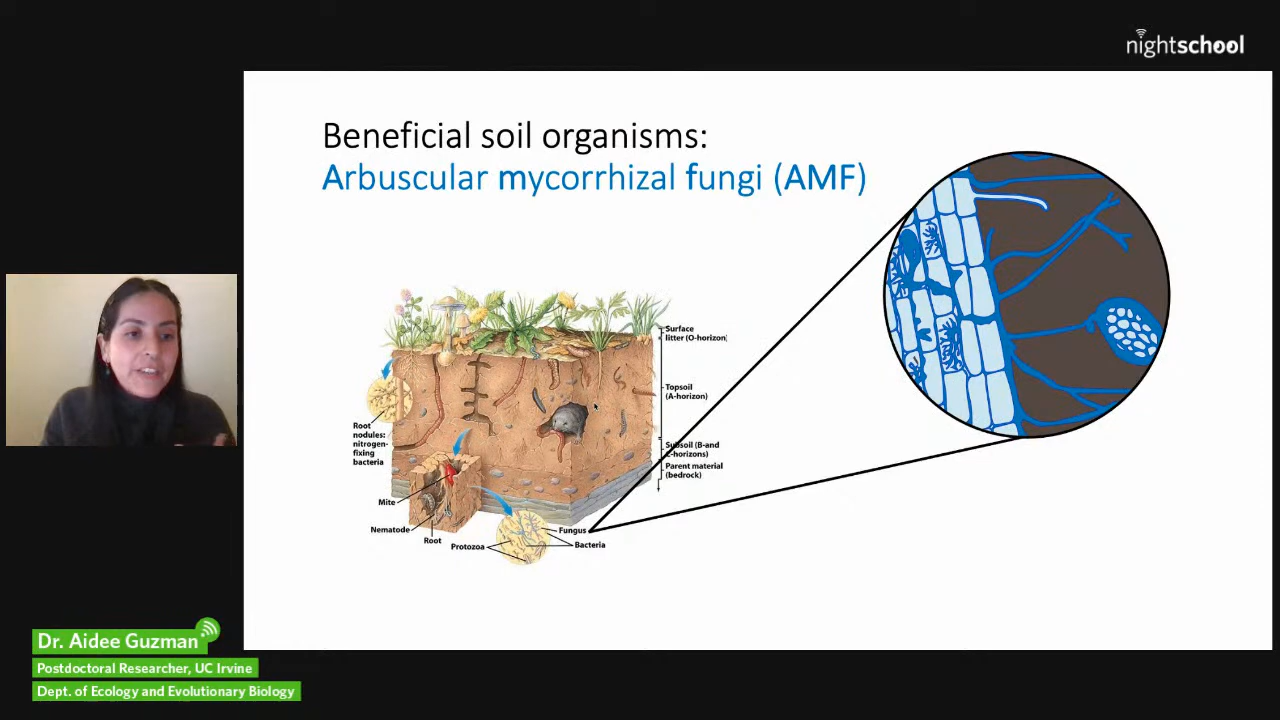 nightschool
Beneficial soil organisms:
Arbuscular mycorrhizal fungi (AMF)
Surface
litter (O-horizon)
Topsoil
(A-horizon)
Root
nodules:
nitrogen-
fixing
bacteria
Subsoil (B-and
C-horizons)
Parent material
(bedrock)
Mite
Nematode
Root
Protozoa
Fungus
Bacteria
Dr. Aidee Guzman
Postdoctoral Researcher, UC Irvine
Dept. of Ecology and Evolutionary Biology